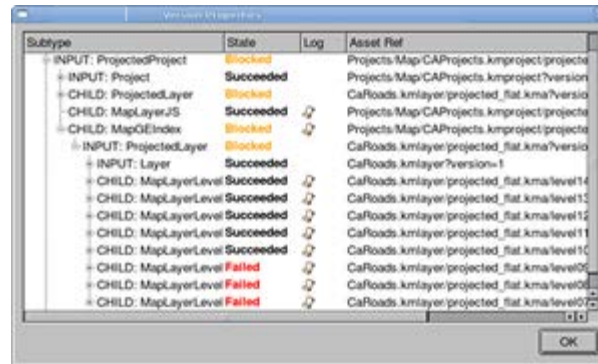 Version Properties
Subtype State Log Asset Ref
INPUT: ProjectedProject Blocked Projects/Map/CAProjects.kmproject/projecte
INPUT: Project Succeeded Projects/Map/CAProjects.kmproject?version
CHILD: ProjectedLayer Blocked CaRoads.kmlayer/projected_flat.kma?versio
CHILD: MapLayerJS Succeeded Projects/Map/CAProjects.kmproject/projecte
CHILD: MapGEIndex Blocked Projects/Map/CAProjects.kmproject/projecte
INPUT: ProjectedLayer Blocked CaRoads.kmlayer/projected_flat.kma?versio
INPUT: Layer Succeeded CaRoads.kmlayer?version=1
CHILD: MapLayerLevel Succeeded CaRoads.kmlayer/projected_flat.kma/level14
CHILD: MapLayerLevel Succeeded CaRoads.kmlayer/projected_flat.kma/level13
CHILD: MapLayerLevel Succeeded CaRoads.kmlayer/projected_flat.kma/level12
CHILD: MapLayerLevel Succeeded CaRoads.kmlayer/projected_flat.kma/level11
CHILD: MapLayerLevel Succeeded CaRoads.kmlayer/projected_flat.kma/level10
CHILD: MapLayerLevel Failed CaRoads.kmlayer/projected_flat.kma/level09
CHILD: MapLayerLevel Failed CaRoads.kmlayer/projected_flat.kma/level08
CHILD: MapLayerLevel Failed CaRoads.kmlayer/projected_flat.kma/level07
OK